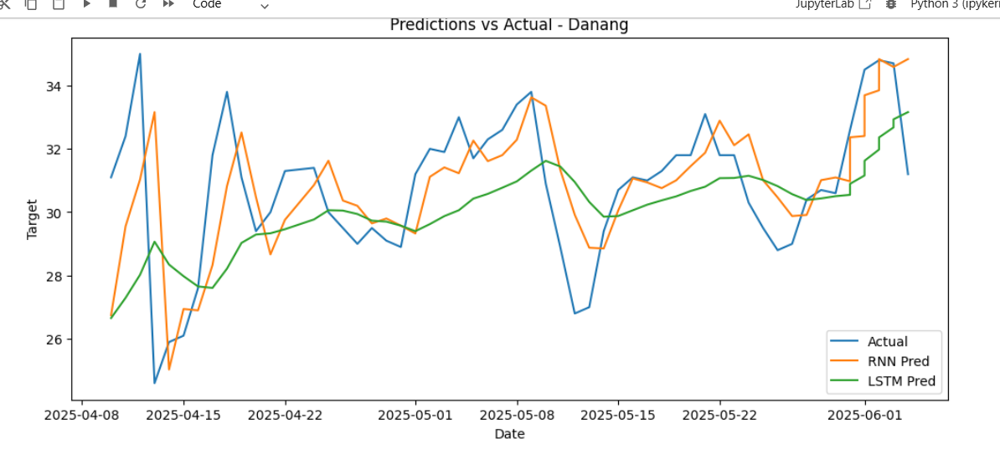 Code
JupyterLab
Python 3 (ipyker
Predictions vs Actual - Danang
34
32
30
28
26
Target
Actual
RNN Pred
LSTM Pred
2025-04-08 2025-04-15 2025-04-22 2025-05-01 2025-05-08 2025-05-15 2025-05-22 2025-06-01
Date